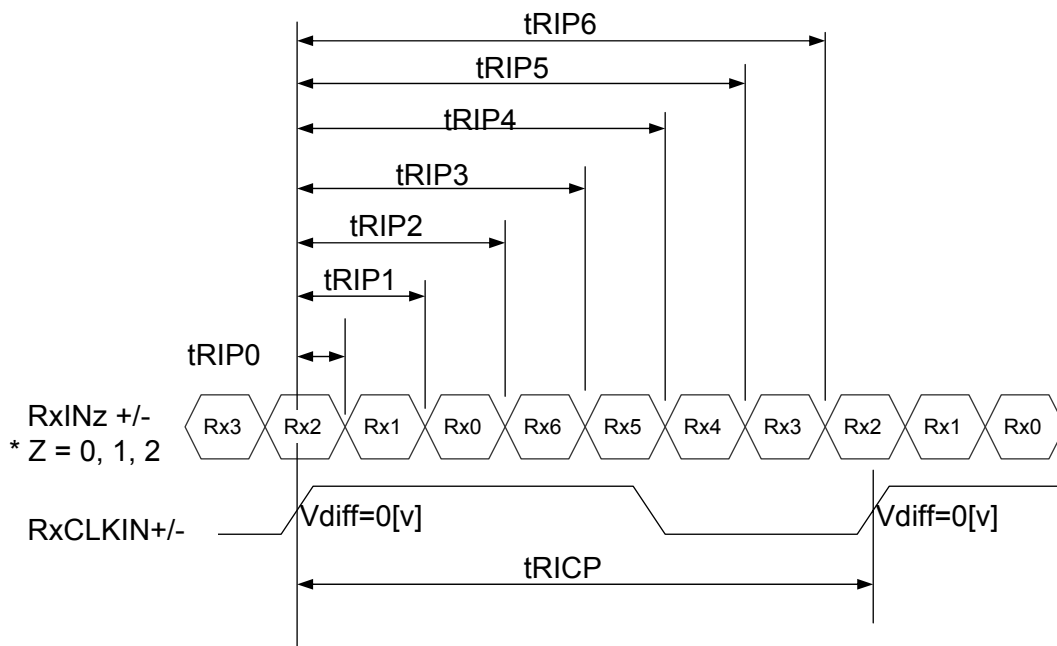 tRIP6
tRIP5
tRIP4
tRIP3
tRIP2
tRIP1
tRIP0
RxINz +/-
* Z = 0, 1, 2
Rx3 Rx2 Rx1 Rx0 Rx6 Rx5 Rx4 Rx3 Rx2 Rx1 Rx0
RxCLKIN+/-
Vdiff=0[v] Vdiff=0[v]
tRICP